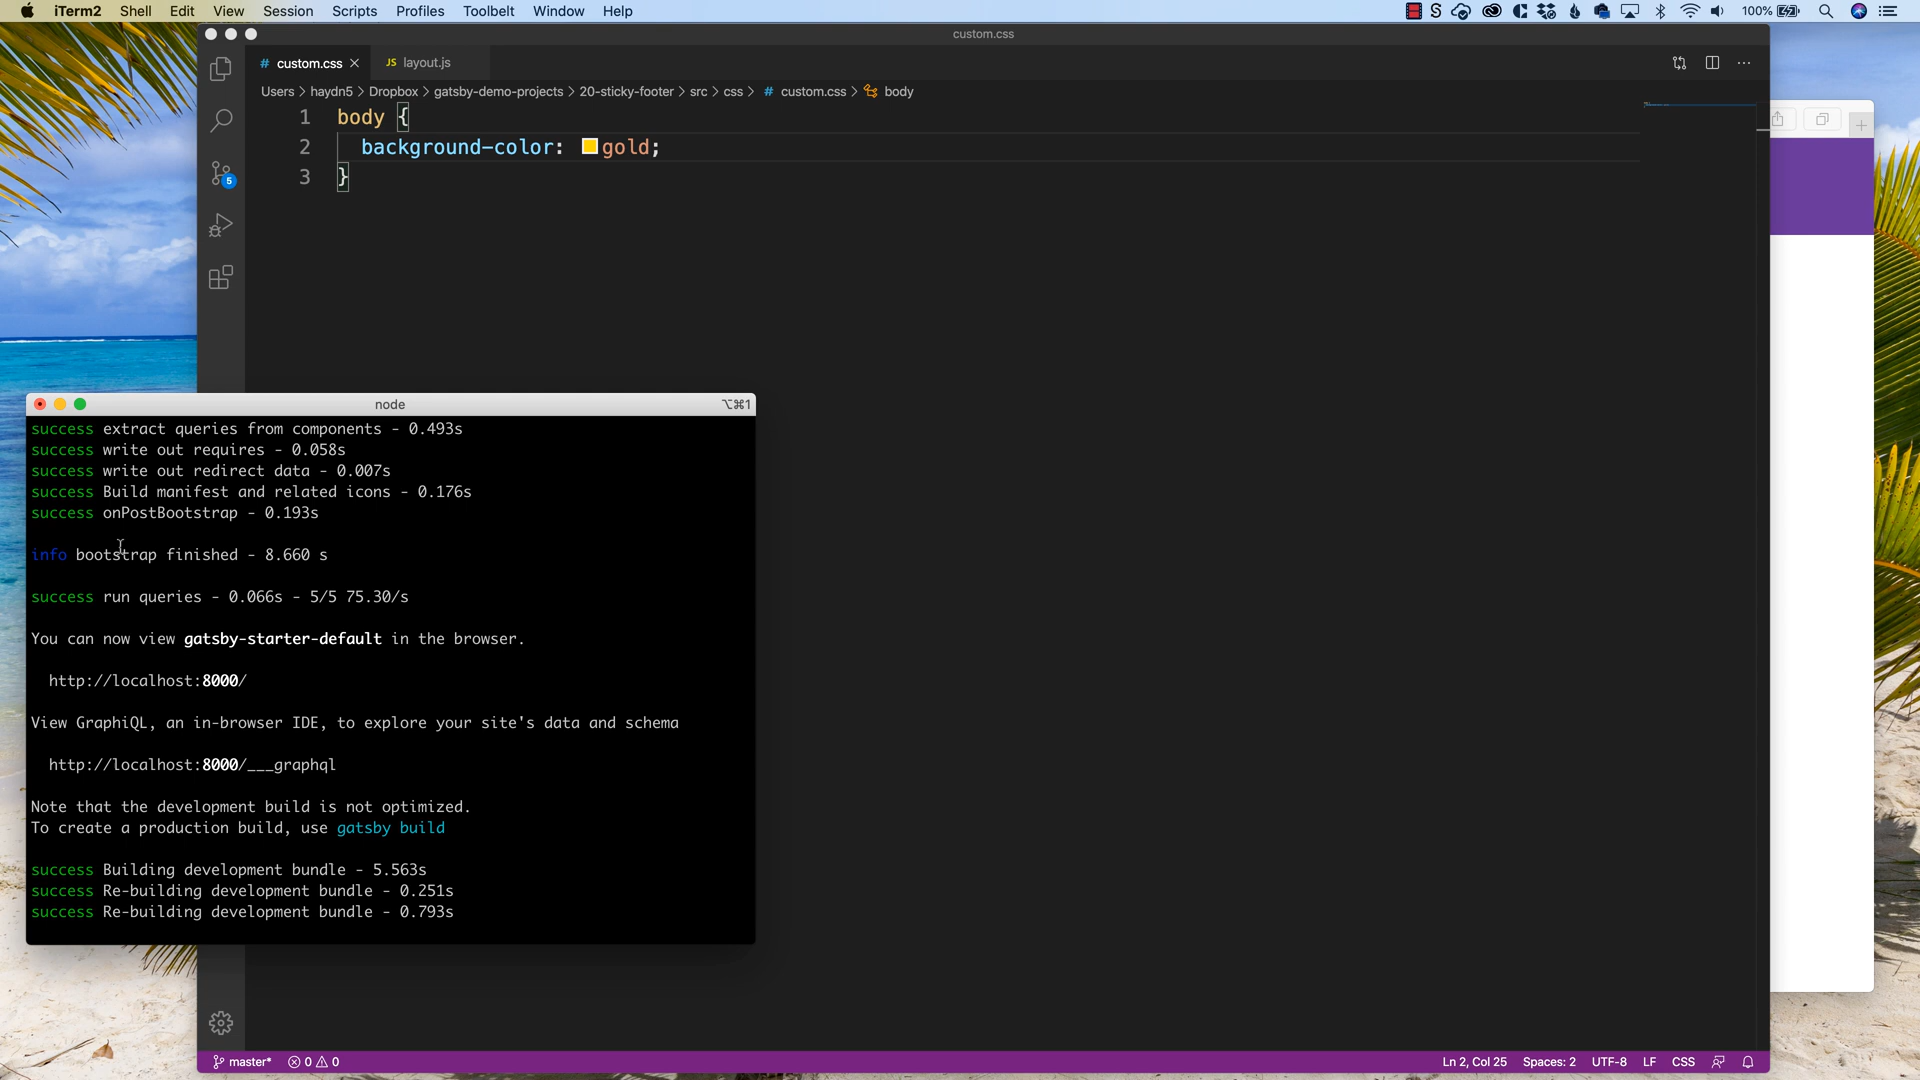 iTerm2 Shell Edit View Session Scripts Profiles Toolbelt Window Help
100%
custom.css
# custom.css
JS layout.js
Users > haydn5 > Dropbox > gatsby-demo-projects > 20-sticky-footer > src > css > # custom.css > body
1 body {
2 background-color: gold;
3 }
5
node
⌥⌘1
success extract queries from components - 0.493s
success write out requires - 0.058s
success write out redirect data - 0.007s
success Build manifest and related icons - 0.176s
success onPostBootstrap - 0.193s
info bootstrap finished - 8.660 s
success run queries - 0.066s - 5/5 75.30/s
You can now view gatsby-starter-default in the browser.
http://localhost:8000/
View GraphiQL, an in-browser IDE, to explore your site's data and schema
http://localhost:8000/___graphql
Note that the development build is not optimized.
To create a production build, use gatsby build
success Building development bundle - 5.563s
success Re-building development bundle - 0.251s
success Re-building development bundle - 0.793s
master* 0 0
Ln 2, Col 25 Spaces: 2 UTF-8 LF CSS